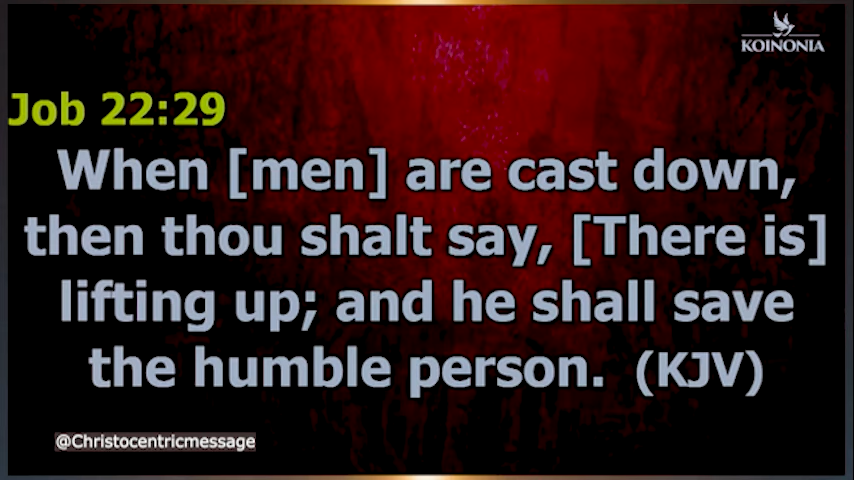 KOINONIA
Job 22:29
When [men] are cast down,
then thou shalt say, [There is]
lifting up; and he shall save
the humble person. (KJV)
@Christocentricmessage